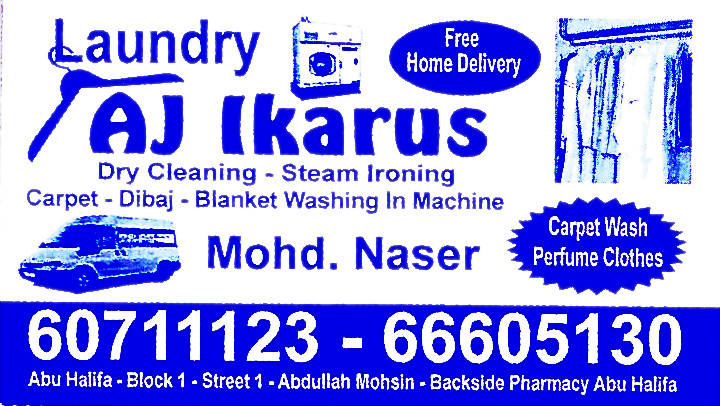 Laundry
Free
Home Delivery
AJ Ikarus
Dry Cleaning - Steam Ironing
Carpet - Dibaj - Blanket Washing In Machine
Mohd. Naser
Carpet Wash
Perfume Clothes
60711123 - 66605130
Abu Halifa - Block 1 - Street 1 - Abdullah Mohsin - Backside Pharmacy Abu Halifa